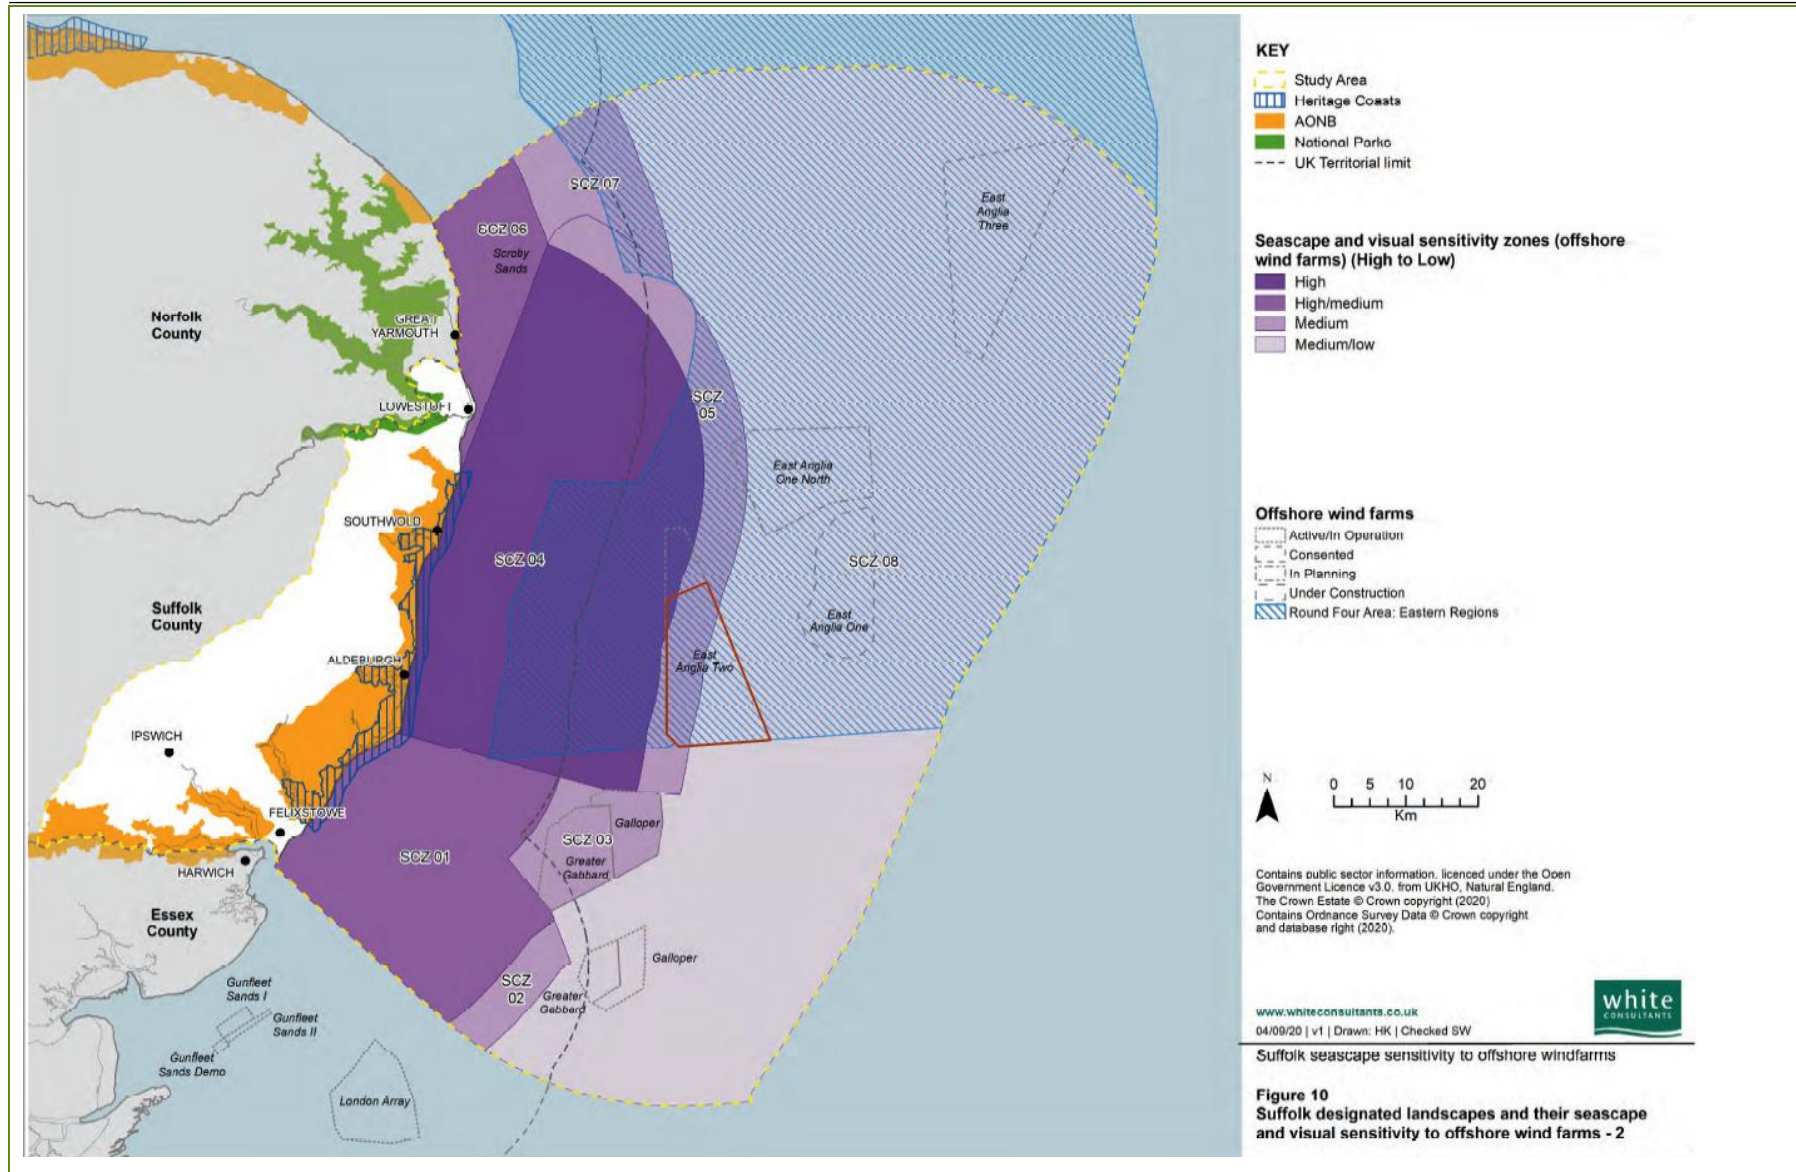 KEY
Study Area
Heritage Coasts
AONB
National Parks
UK Territorial limit
Seascape and visual sensitivity zones (offshore
wind farms) (High to Low)
High
High/medium
Medium
Medium/low
Offshore wind farms
Active/In Operation
Consented
In Planning
Under Construction
Round Four Area: Eastern Regions
N
0 5 10 20
Km
Contains public sector information, licenced under the Open
Government Licence v3.0, from UKHO, Natural England.
The Crown Estate © Crown copyright (2020)
Contains Ordnance Survey Data © Crown copyright
and database right (2020).
www.whiteconsultants.co.uk
white
CONSULTANTS
04/09/20 | v1 | Drawn: HK | Checked SW
Suffolk seascape sensitivity to offshore windfarms
Figure 10
Suffolk designated landscapes and their seascape
and visual sensitivity to offshore wind farms - 2
SCZ 07
East
Anglia
Three
SCZ 06
Scroby
Sands
Norfolk
County
GREAT
YARMOUTH
LOWESTOFT
SCZ
05
East Anglia
One North
SOUTHWOLD
SCZ 04
SCZ 08
Suffolk
County
East
Anglia One
ALDEBURGH
East
Anglia Two
IPSWICH
FELIXSTOWE
Galloper
SCZ 03
SCZ 01
Greater
Gabbard
HARWICH
Essex
County
Galloper
SCZ
02
Greater
Gabbard
Gunfleet
Sands I
Gunfleet
Sands II
Gunfleet
Sands Demo
London Array